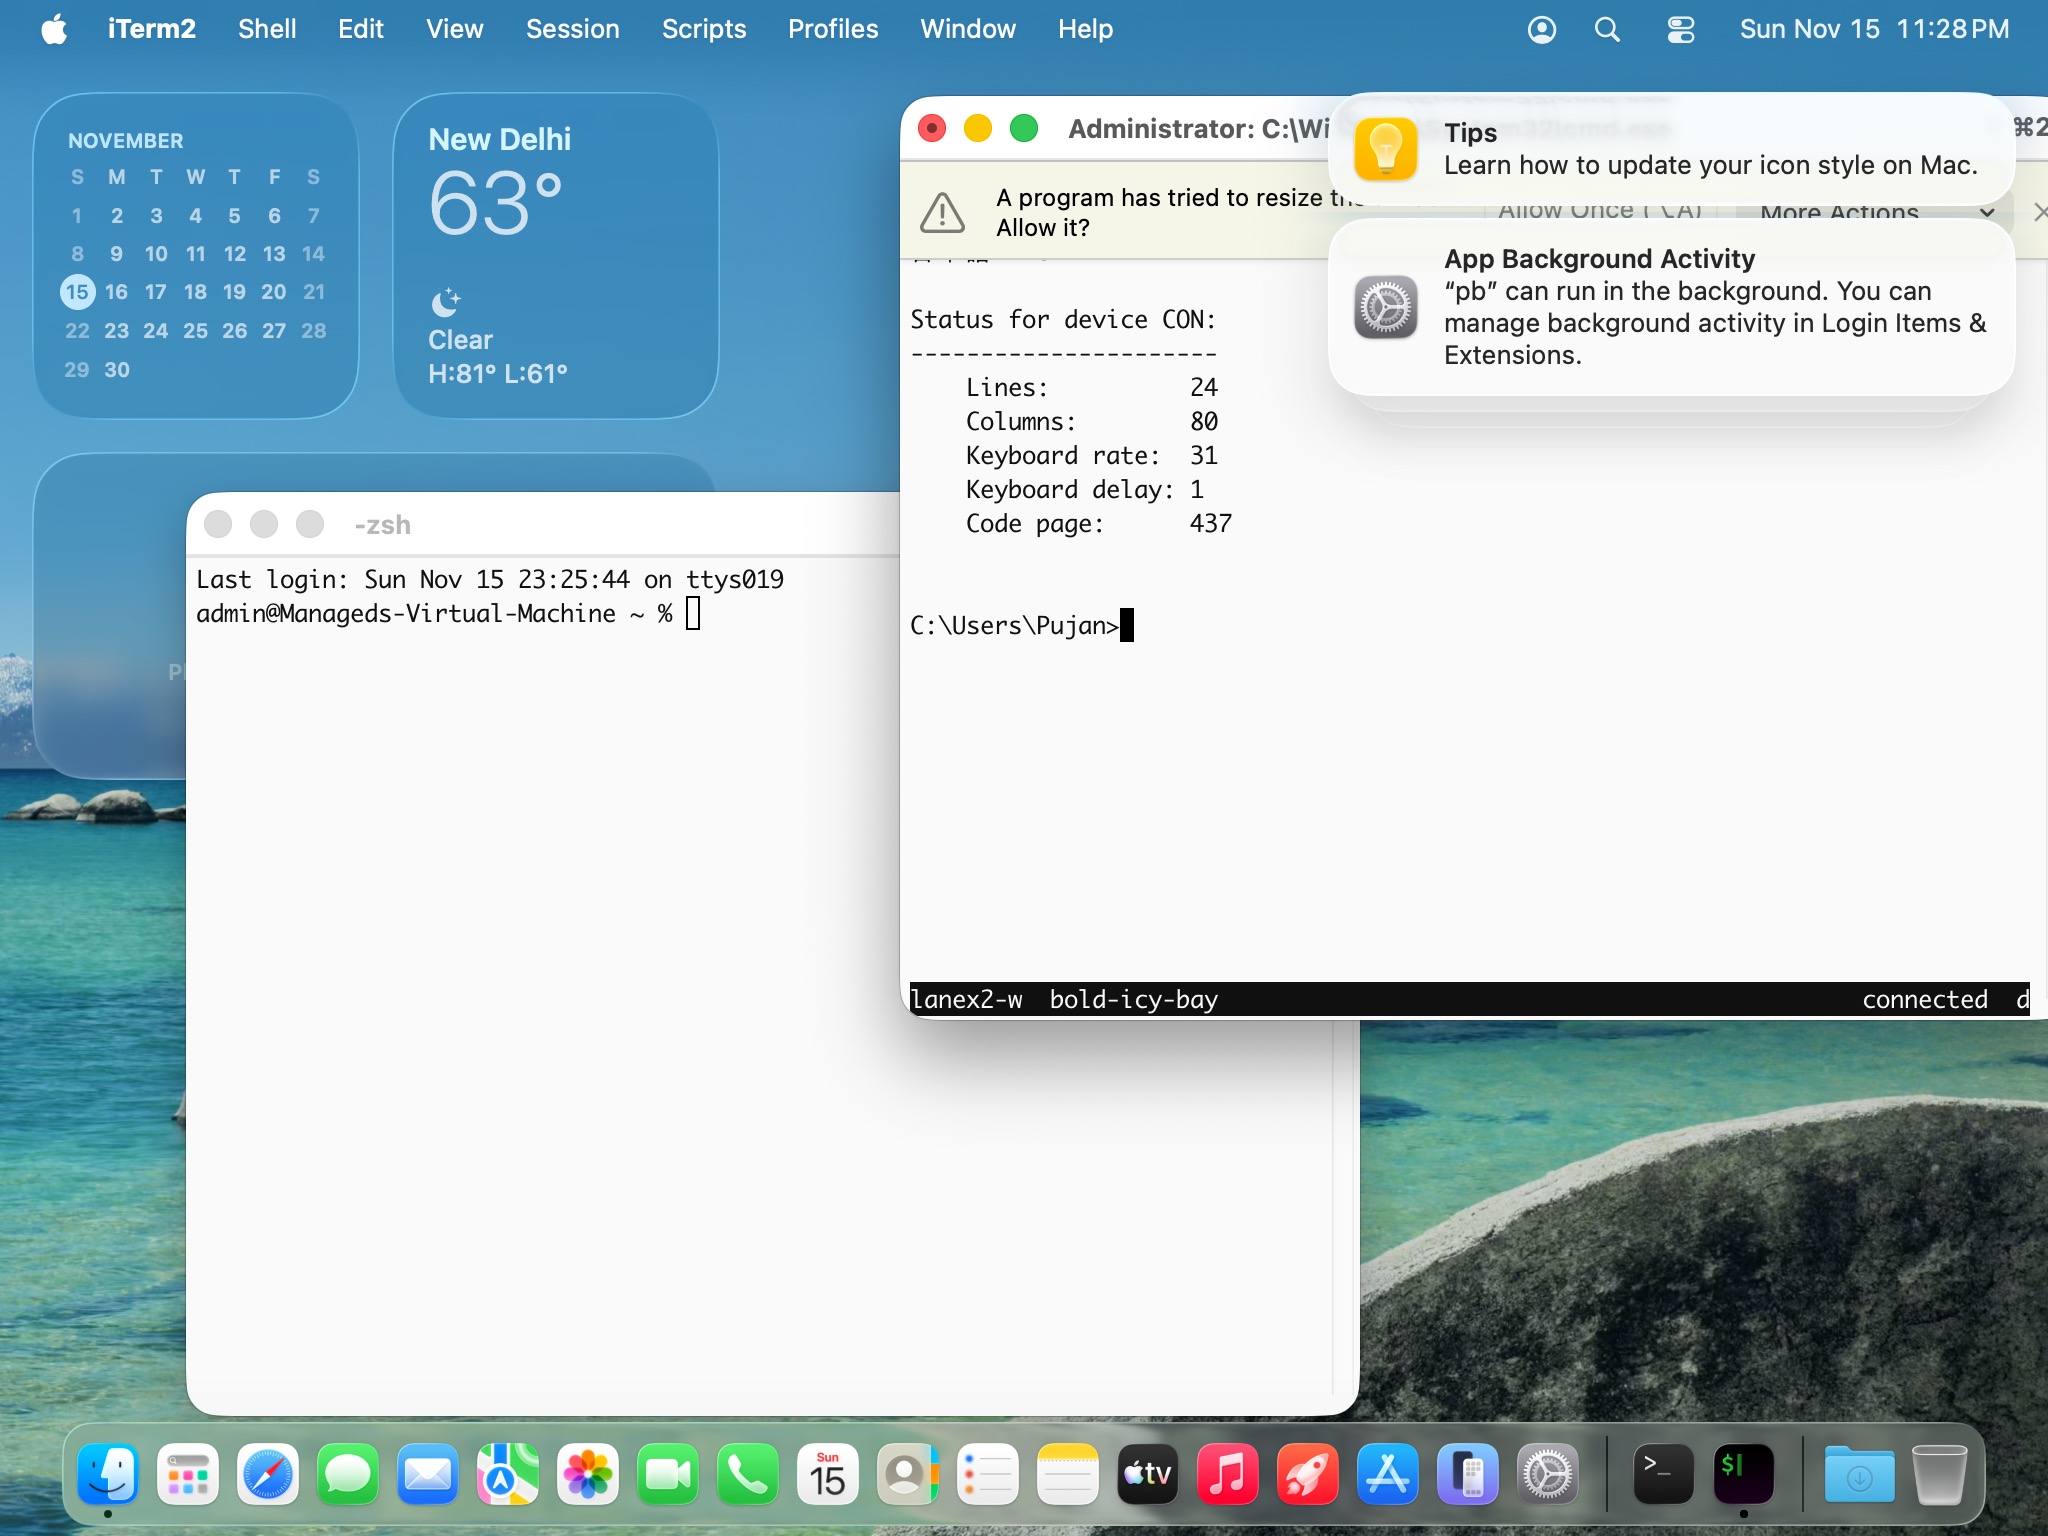 iTerm2 Shell Edit View Session Scripts Profiles Window Help Sun Nov 15 11:28 PM
NOVEMBER
S M T W T F S
1 2 3 4 5 6 7
8 9 10 11 12 13 14
15 16 17 18 19 20 21
22 23 24 25 26 27 28
29 30
New Delhi
63°
Clear
H:81° L:61°
-zsh
Last login: Sun Nov 15 23:25:44 on ttys019
admin@Manageds-Virtual-Machine ~ %
Administrator: C:\Wi
⌘2
A program has tried to resize
Allow it?
Allow Once (⌥A)
More Actions
Tips
Learn how to update your icon style on Mac.
App Background Activity
“pb” can run in the background. You can
manage background activity in Login Items &
Extensions.
Status for device CON:
----------------------
Lines: 24
Columns: 80
Keyboard rate: 31
Keyboard delay: 1
Code page: 437
C:\Users\Pujan>
lanex2-w bold-icy-bay connected d
Sun
15
tv
>_
$